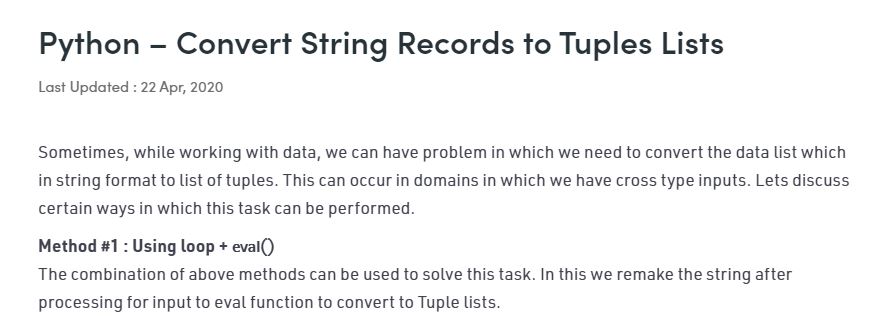 Python – Convert String Records to Tuples Lists
Last Updated : 22 Apr, 2020
Sometimes, while working with data, we can have problem in which we need to convert the data list which
in string format to list of tuples. This can occur in domains in which we have cross type inputs. Lets discuss
certain ways in which this task can be performed.
Method #1 : Using loop + eval()
The combination of above methods can be used to solve this task. In this we remake the string after
processing for input to eval function to convert to Tuple lists.